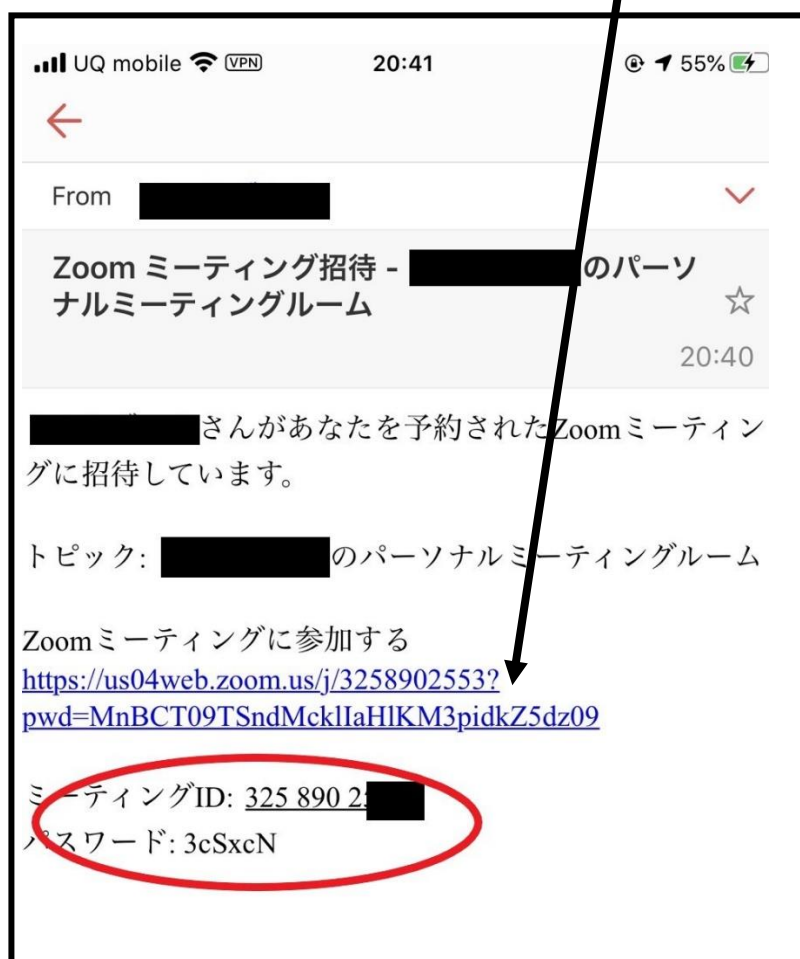 UQ mobile VPN 20:41 55%
From
Zoom ミーティング招待 - のパーソ
ナルミーティングルーム
20:40
さんがあなたを予約されたZoomミーティン
グに招待しています。
トピック: のパーソナルミーティングルーム
Zoomミーティングに参加する
https://us04web.zoom.us/j/3258902553?
pwd=MnBCT09TSndMcklIaHlKM3pidkZ5dz09
ミーティングID: 325 890 2
パスワード: 3cSxcN